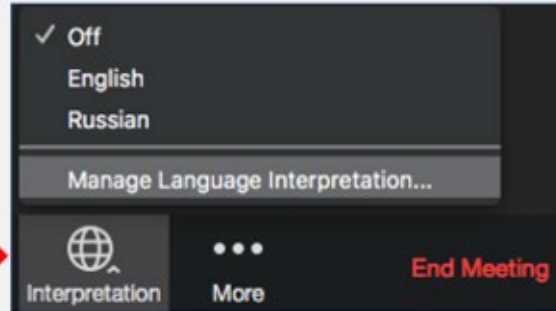 ✓ Off
English
Russian
Manage Language Interpretation...
Interpretation
More
End Meeting